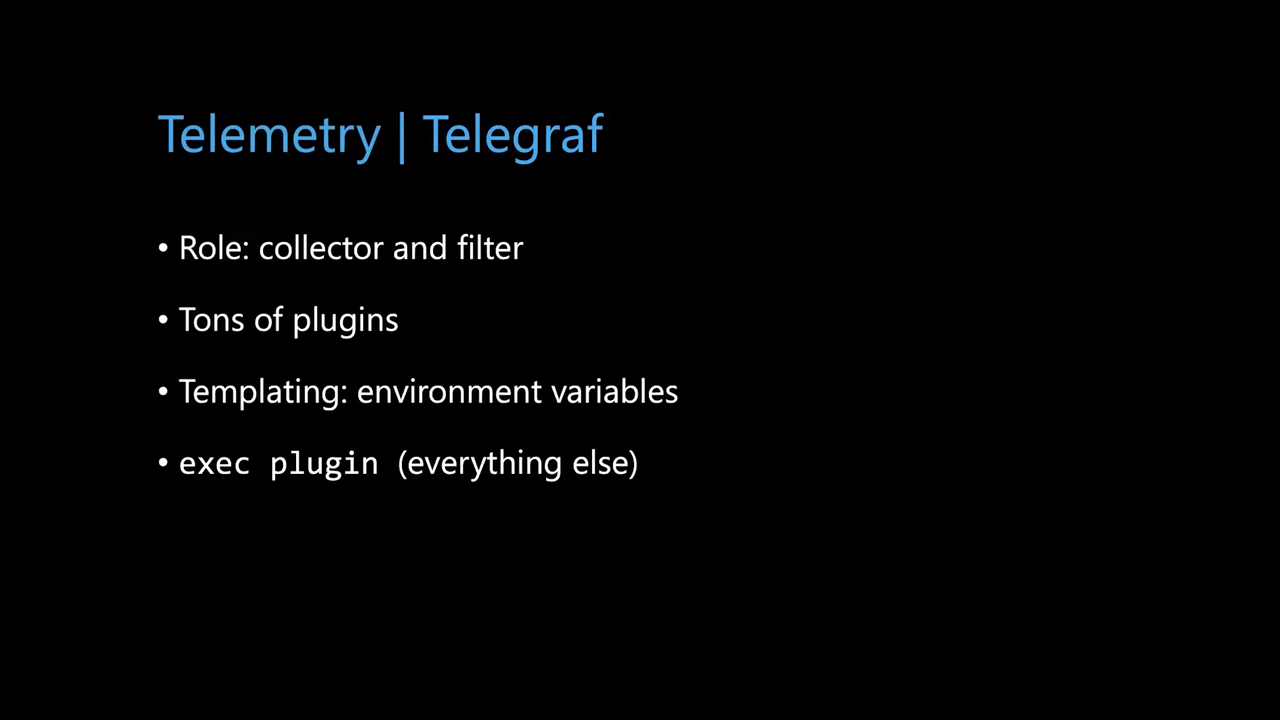 Telemetry | Telegraf
• Role: collector and filter
• Tons of plugins
• Templating: environment variables
• exec plugin (everything else)